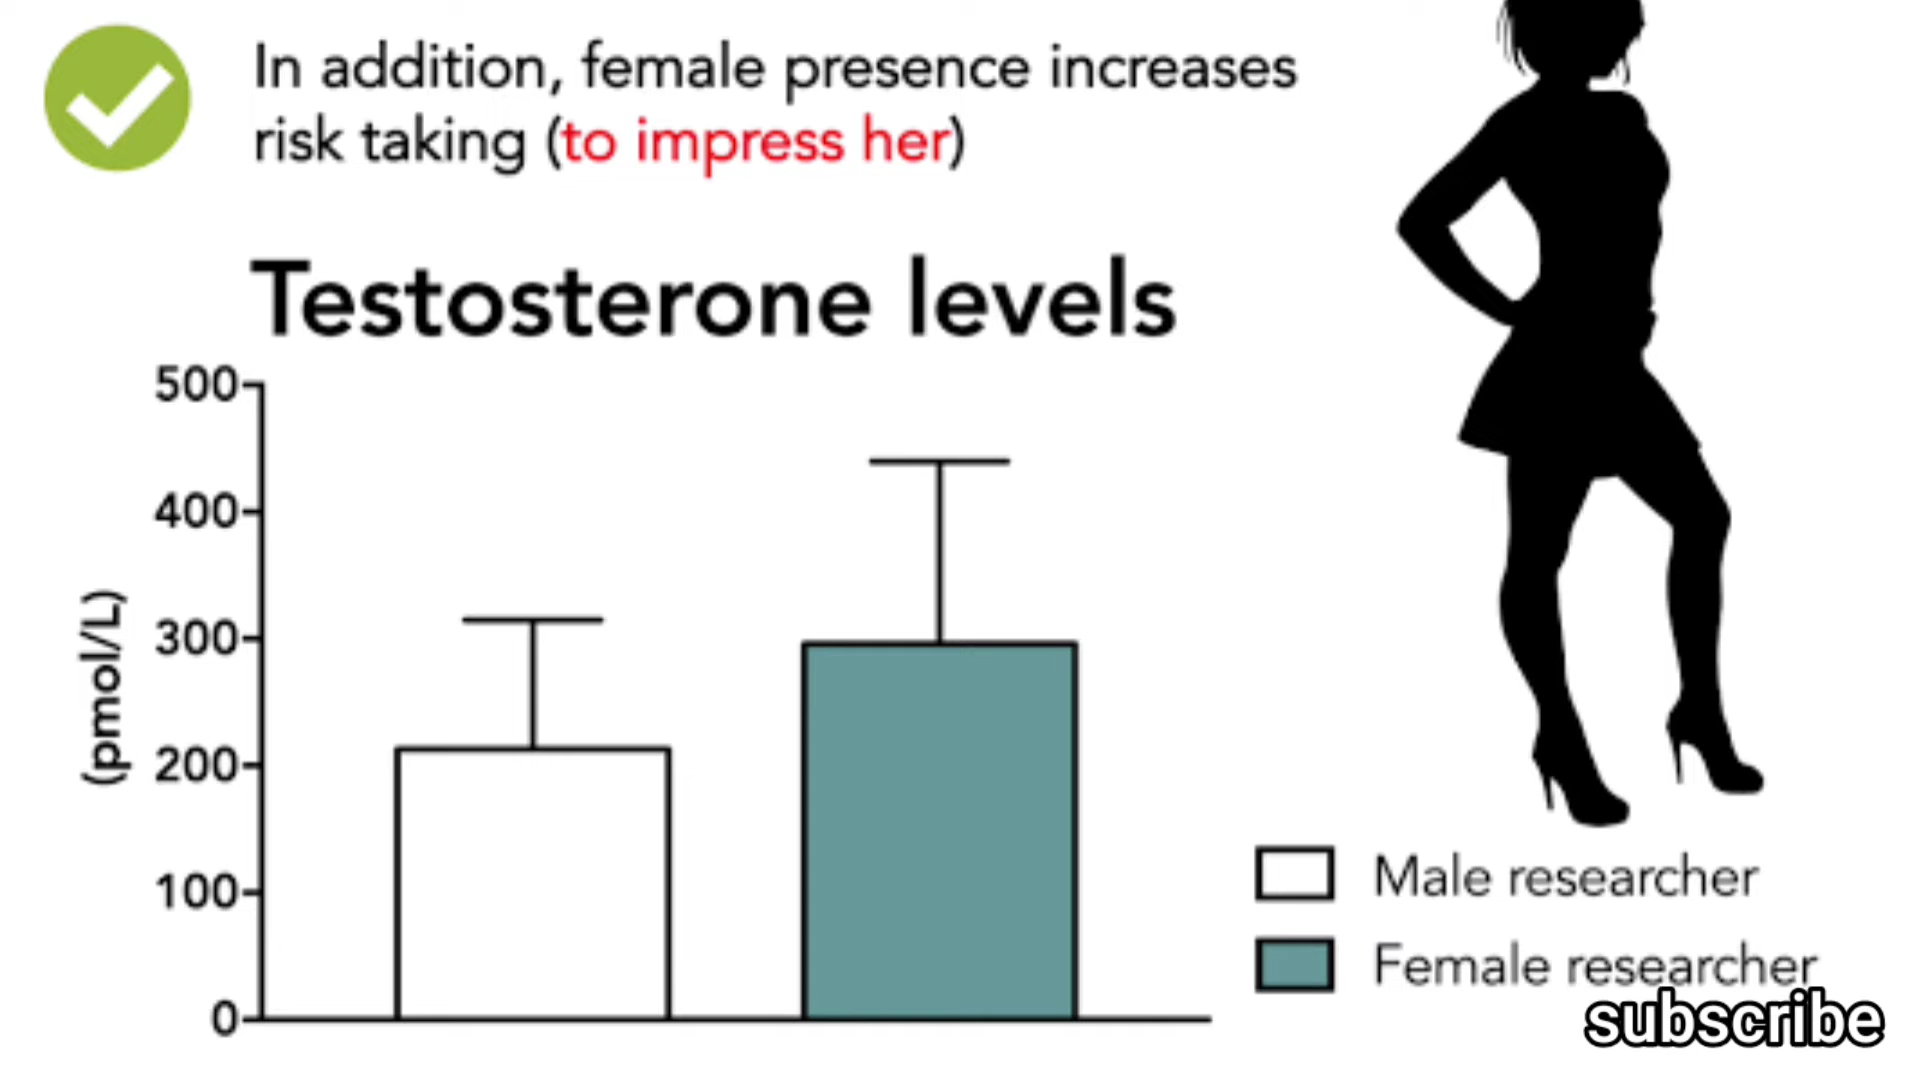 In addition, female presence increases
risk taking (to impress her)
Testosterone levels
500
400
300
200
100
0
(pmol/L)
Male researcher
Female researcher
subscribe